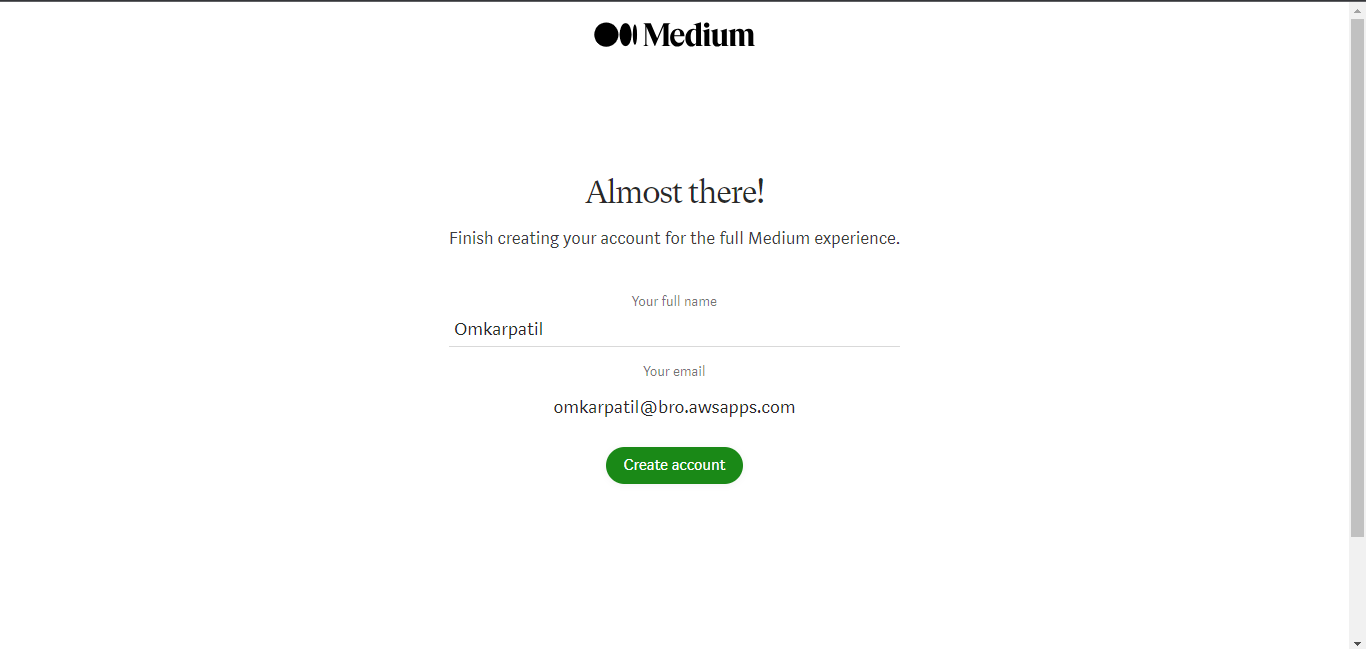 Medium
Almost there!
Finish creating your account for the full Medium experience.
Your full name
Omkarpatil
Your email
omkarpatil@bro.awsapps.com
Create account